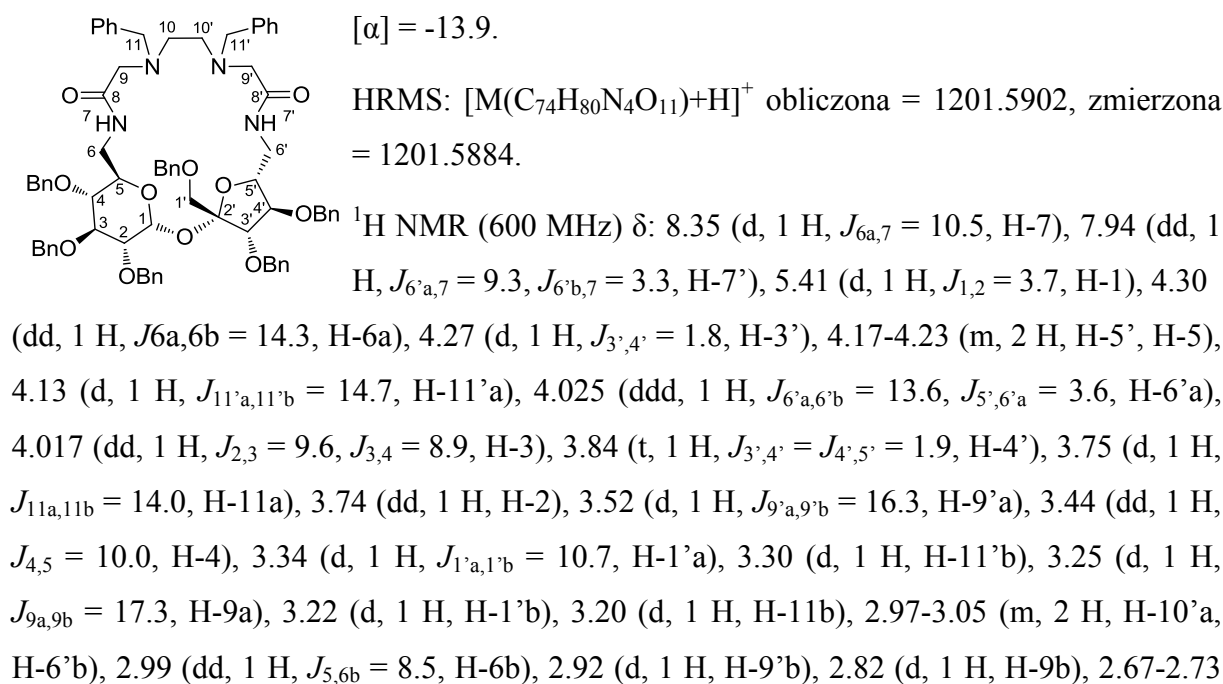 Ph 10 10' Ph
11 N N 11'
9 9'
O 8 8' O
7 NH HN 7'
6 6'
BnO 5 O BnO O 5'
4 1' 2' 4' OBn
3 2 1 3'
BnO O
OBn OBn
[α] = -13.9.
HRMS: [M(C₇₄H₈₀N₄O₁₁)+H]⁺ obliczona = 1201.5902, zmierzona
= 1201.5884.
¹H NMR (600 MHz) δ: 8.35 (d, 1 H, J₆ₐ,₇ = 10.5, H-7), 7.94 (dd, 1
H, J₆'ₐ,₇ = 9.3, J₆'b,₇ = 3.3, H-7'), 5.41 (d, 1 H, J₁,₂ = 3.7, H-1), 4.30
(dd, 1 H, J6a,6b = 14.3, H-6a), 4.27 (d, 1 H, J₃',₄' = 1.8, H-3'), 4.17-4.23 (m, 2 H, H-5', H-5),
4.13 (d, 1 H, J₁₁'ₐ,₁₁'b = 14.7, H-11'a), 4.025 (ddd, 1 H, J₆'ₐ,₆'b = 13.6, J₅',₆'ₐ = 3.6, H-6'a),
4.017 (dd, 1 H, J₂,₃ = 9.6, J₃,₄ = 8.9, H-3), 3.84 (t, 1 H, J₃',₄' = J₄',₅' = 1.9, H-4'), 3.75 (d, 1 H,
J₁₁ₐ,₁₁b = 14.0, H-11a), 3.74 (dd, 1 H, H-2), 3.52 (d, 1 H, J₉'ₐ,₉'b = 16.3, H-9'a), 3.44 (dd, 1 H,
J₄,₅ = 10.0, H-4), 3.34 (d, 1 H, J₁'ₐ,₁'b = 10.7, H-1'a), 3.30 (d, 1 H, H-11'b), 3.25 (d, 1 H,
J₉ₐ,₉b = 17.3, H-9a), 3.22 (d, 1 H, H-1'b), 3.20 (d, 1 H, H-11b), 2.97-3.05 (m, 2 H, H-10'a,
H-6'b), 2.99 (dd, 1 H, J₅,₆b = 8.5, H-6b), 2.92 (d, 1 H, H-9'b), 2.82 (d, 1 H, H-9b), 2.67-2.73